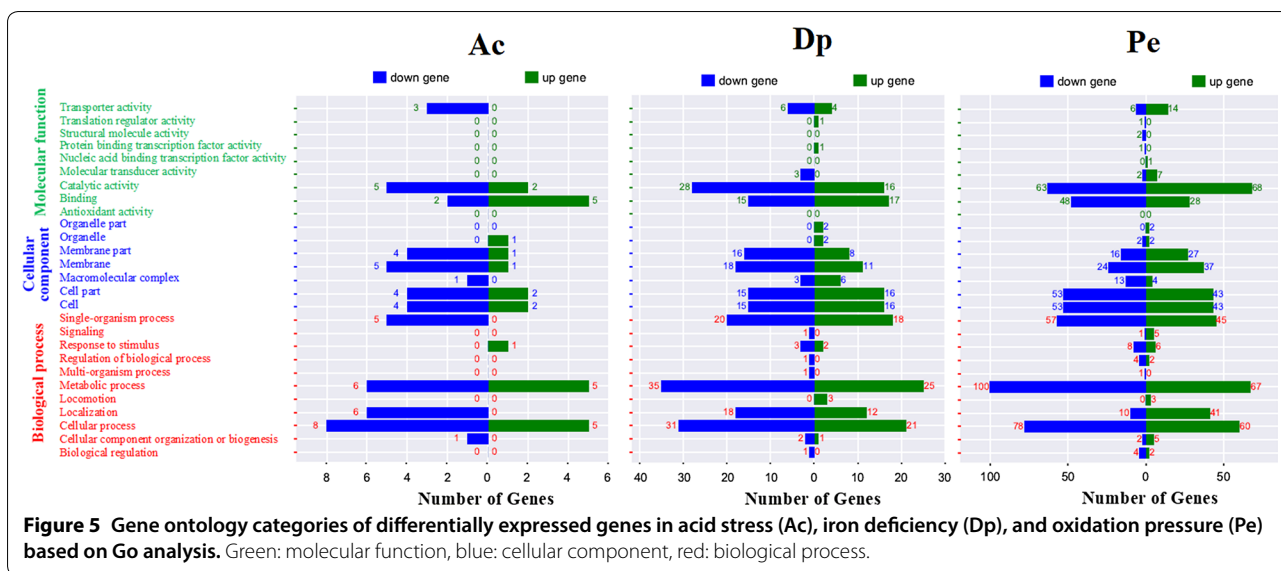 Ac Dp Pe
down gene up gene down gene up gene down gene up gene
Molecular function
Transporter activity 3 0 6 4 6 14
Translation regulator activity 0 0 0 1 1 0
Structural molecule activity 0 0 0 0 2 0
Protein binding transcription factor activity 0 0 0 1 1 0
Nucleic acid binding transcription factor activity 0 0 0 0 0 1
Molecular transducer activity 0 0 3 0 2 7
Catalytic activity 5 2 28 16 63 68
Binding 2 5 15 17 48 28
Antioxidant activity 0 0 0 0 0 0
Cellular component
Organelle part 0 0 0 2 0 2
Organelle 0 1 0 2 2 2
Membrane part 4 1 16 8 16 27
Membrane 5 1 18 11 24 37
Macromolecular complex 1 0 3 6 13 4
Cell part 4 2 15 16 53 43
Cell 4 2 15 16 53 43
Biological process
Single-organism process 5 0 20 18 57 45
Signaling 0 0 1 0 1 5
Response to stimulus 0 1 3 2 8 6
Regulation of biological process 0 0 1 0 4 2
Multi-organism process 0 0 1 0 1 0
Metabolic process 6 5 35 25 100 67
Locomotion 0 0 0 3 0 3
Localization 6 0 18 12 10 41
Cellular process 8 5 31 21 78 60
Cellular component organization or biogenesis 1 0 2 1 2 5
Biological regulation 0 0 1 0 4 2
8 6 4 2 0 2 4 6 40 30 20 10 0 10 20 30 100 50 0 50
Number of Genes Number of Genes Number of Genes
Figure 5 Gene ontology categories of differentially expressed genes in acid stress (Ac), iron deficiency (Dp), and oxidation pressure (Pe)
based on Go analysis. Green: molecular function, blue: cellular component, red: biological process.